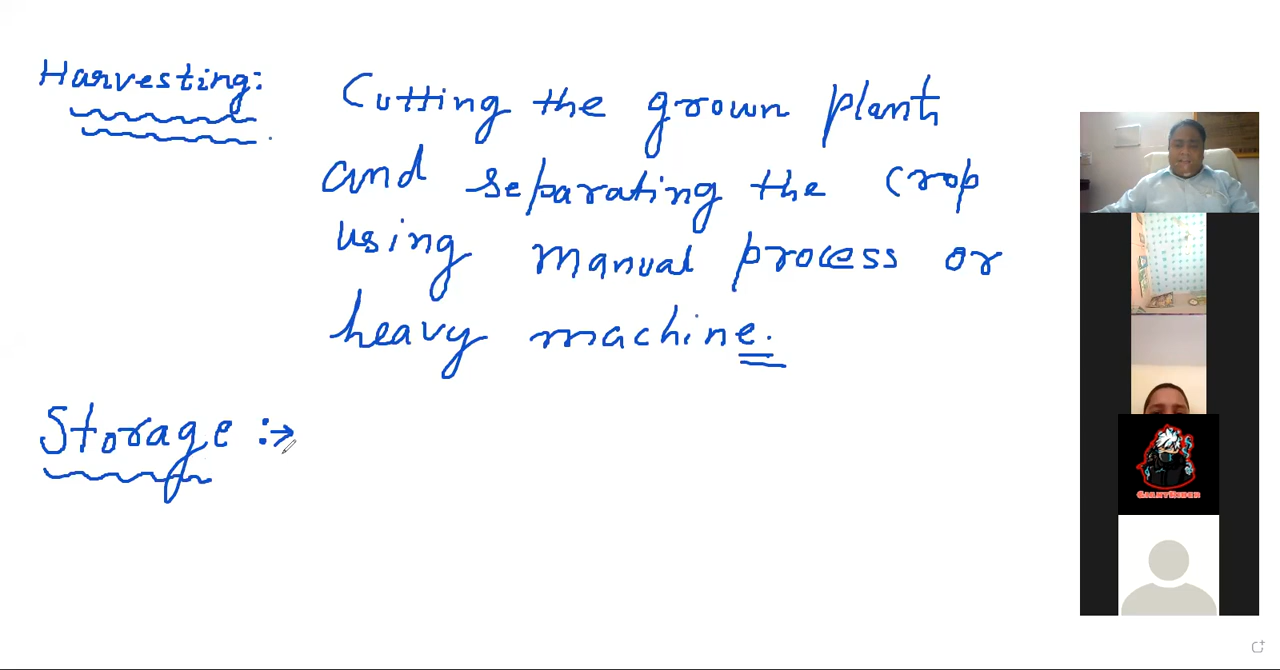 Harvesting: Cutting the grown plant
and separating the crop
using manual process or
heavy machine.
Storage :→